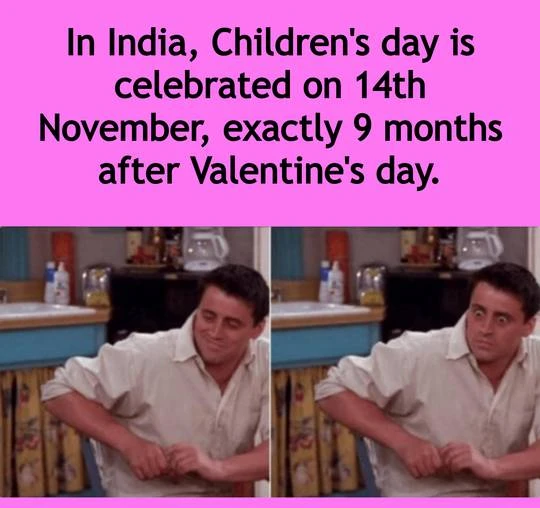 In India, Children's day is
celebrated on 14th
November, exactly 9 months
after Valentine's day.